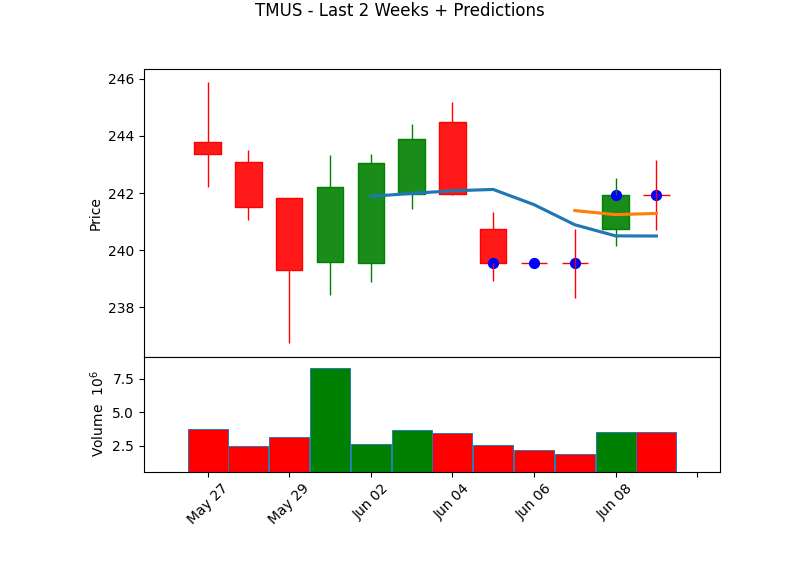 TMUS - Last 2 Weeks + Predictions
246
244
242
240
238
Price
7.5
5.0
2.5
Volume 10^6
May 27
May 29
Jun 02
Jun 04
Jun 06
Jun 08